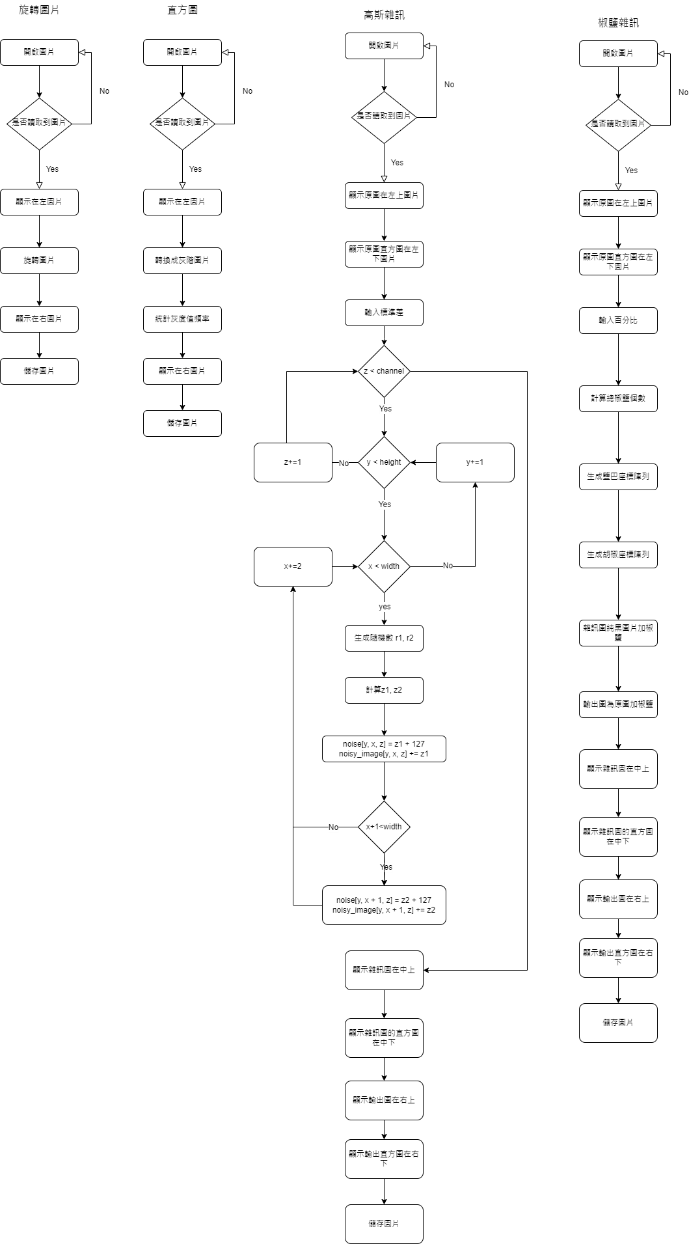 旋轉圖片
開啟圖片
No
是否讀取到圖片
Yes
顯示在左圖片
旋轉圖片
顯示在右圖片
儲存圖片
直方圖
開啟圖片
No
是否讀取到圖片
Yes
顯示在左圖片
轉換成灰階圖片
統計灰度值頻率
顯示在右圖片
儲存圖片
高斯雜訊
開啟圖片
No
是否讀取到圖片
Yes
顯示原圖在左上圖片
顯示原圖直方圖在左
下圖片
輸入標準差
z < channel
Yes
z+=1
No
y < height
y+=1
Yes
x+=2
x < width
No
yes
生成隨機數 r1, r2
計算z1, z2
noise[y, x, z] = z1 + 127
noisy_image[y, x, z] += z1
No
x+1<width
Yes
noise[y, x + 1, z] = z2 + 127
noisy_image[y, x + 1, z] += z2
顯示雜訊圖在中上
顯示雜訊圖的直方圖
在中下
顯示輸出圖在右上
顯示輸出直方圖在右
下
儲存圖片
椒鹽雜訊
開啟圖片
No
是否讀取到圖片
Yes
顯示原圖在左上圖片
顯示原圖直方圖在左
下圖片
輸入百分比
計算總椒鹽個數
生成鹽巴座標陣列
生成胡椒座標陣列
雜訊圖純黑圖片加椒
鹽
輸出圖為原圖加椒鹽
顯示雜訊圖在中上
顯示雜訊圖的直方圖
在中下
顯示輸出圖在右上
顯示輸出直方圖在右
下
儲存圖片